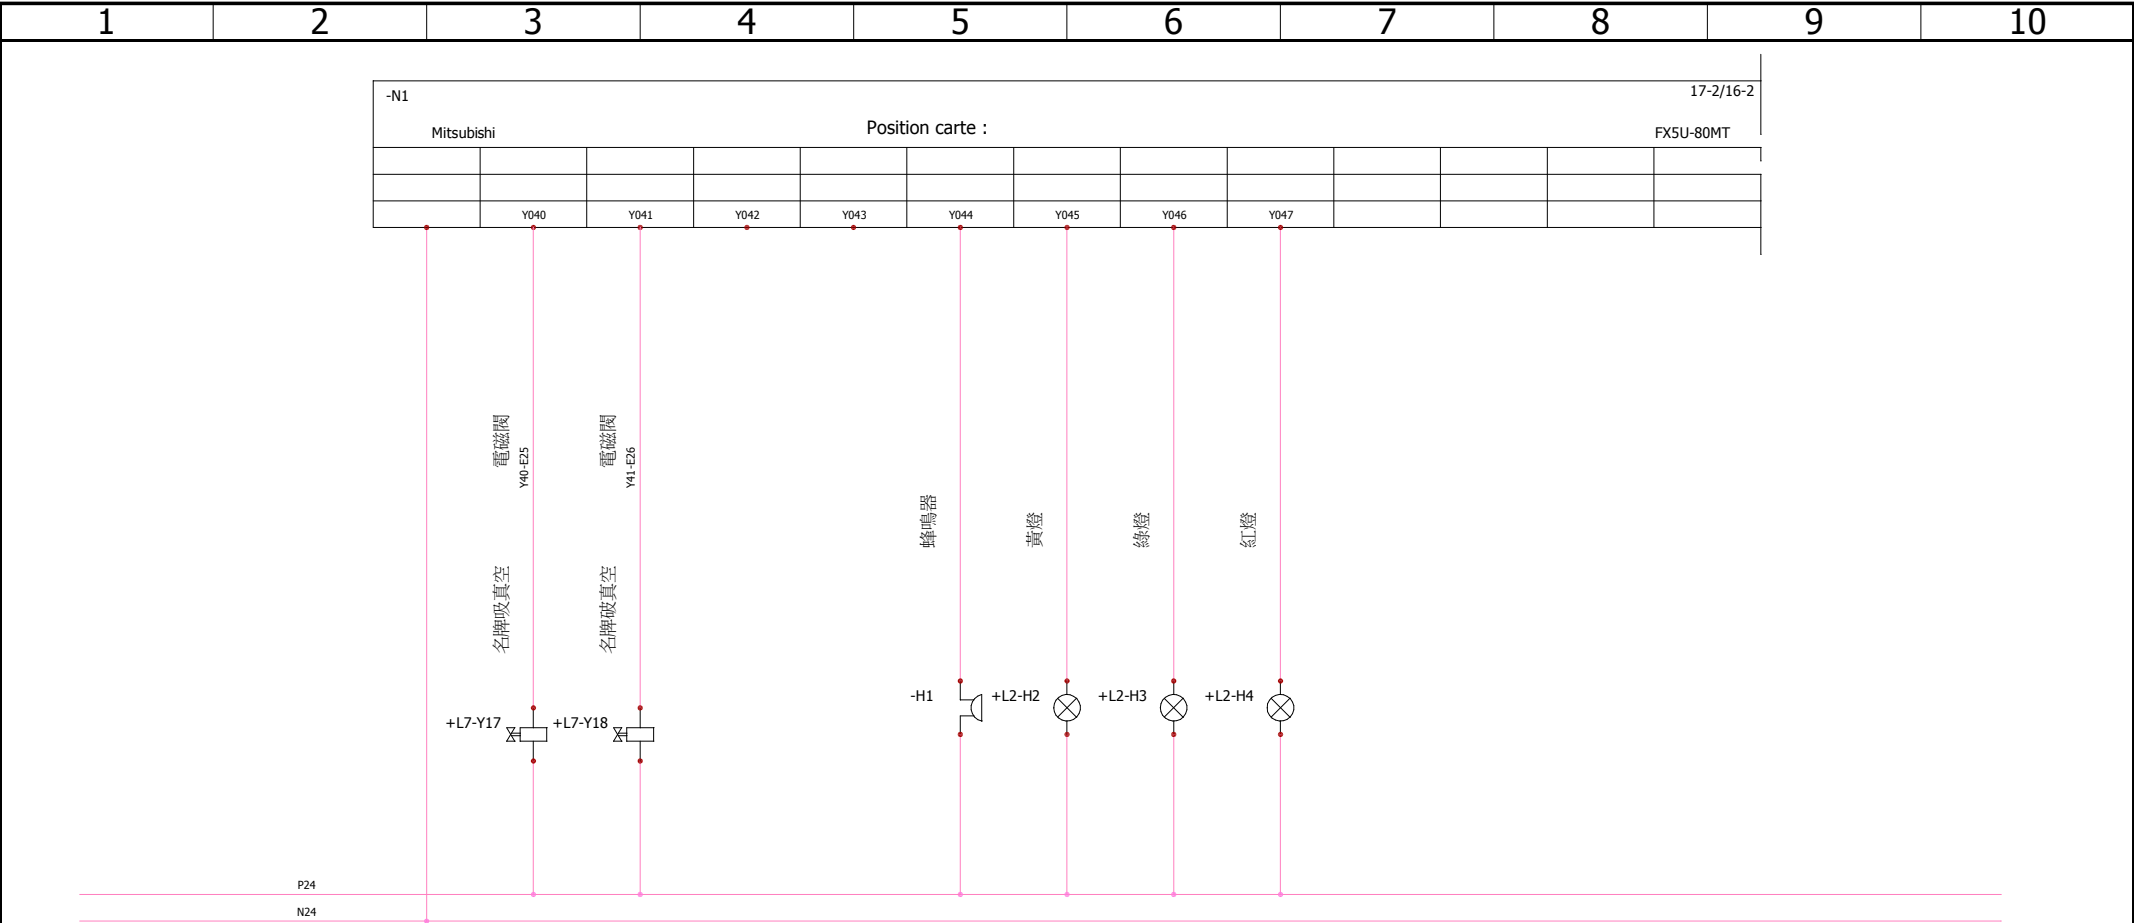 1 2 3 4 5 6 7 8 9 10
-N1 17-2/16-2
Mitsubishi Position carte : FX5U-80MT
Y040 Y041 Y042 Y043 Y044 Y045 Y046 Y047
電磁閥
Y40-E25
電磁閥
Y41-E26
蜂鳴器
黃燈
綠燈
紅燈
名牌吸真空
名牌破真空
-H1 +L2-H2 +L2-H3 +L2-H4
+L7-Y17 +L7-Y18
P24
N24